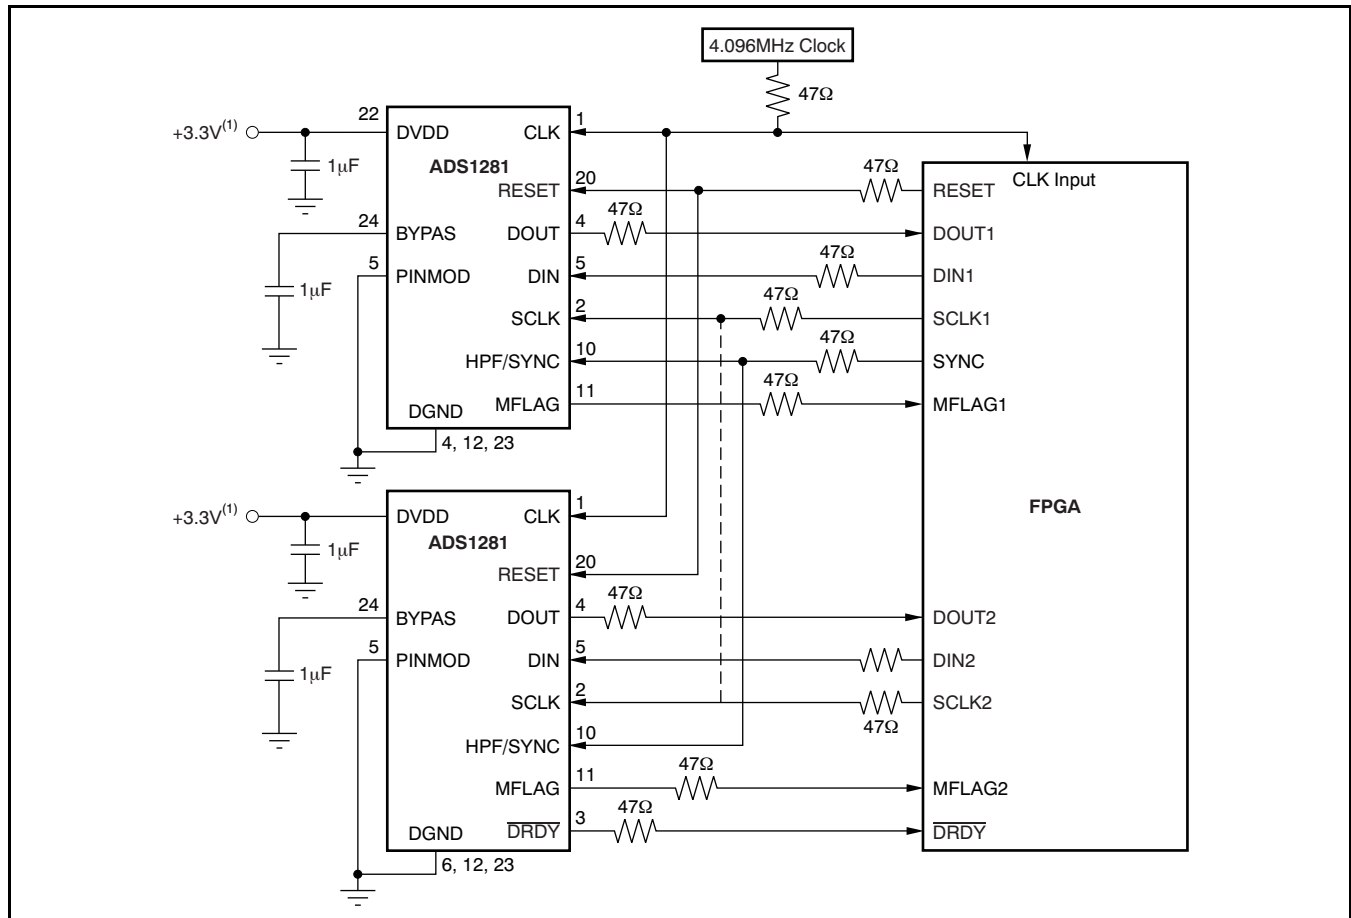 4.096MHz Clock
47Ω
+3.3V(1)
22
DVDD
CLK
1
ADS1281
1µF
CLK Input
RESET
20
47Ω
RESET
24
BYPAS
DOUT
4
47Ω
DOUT1
1µF
5
PINMOD
DIN
5
47Ω
DIN1
SCLK
2
47Ω
SCLK1
HPF/SYNC
10
47Ω
SYNC
MFLAG
11
47Ω
MFLAG1
DGND
4, 12, 23
FPGA
+3.3V(1)
DVDD
CLK
1
ADS1281
1µF
RESET
20
24
BYPAS
DOUT
4
47Ω
DOUT2
1µF
5
PINMOD
DIN
5
DIN2
SCLK
2
47Ω
SCLK2
HPF/SYNC
10
MFLAG
11
47Ω
MFLAG2
DRDY
3
47Ω
DRDY
DGND
6, 12, 23